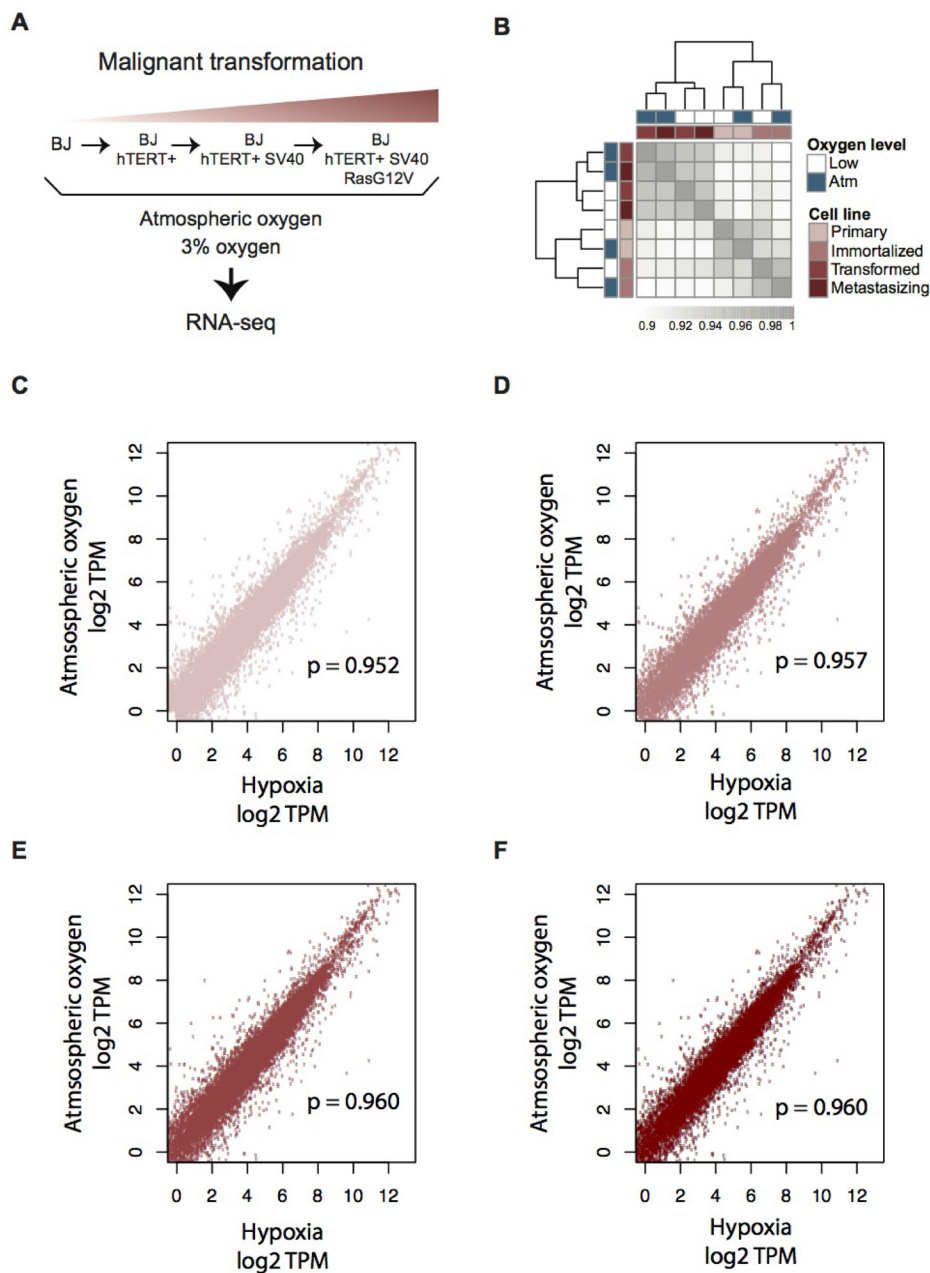 A
Malignant transformation
BJ
BJ
hTERT+
BJ
hTERT+ SV40
BJ
hTERT+ SV40
RasG12V
Atmospheric oxygen
3% oxygen
RNA-seq
B
Oxygen level
Low
Atm
Cell line
Primary
Immortalized
Transformed
Metastasizing
0.9 0.92 0.94 0.96 0.98 1
C
Atmsospheric oxygen
log2 TPM
12
10
8
6
4
2
0
p = 0.952
0 2 4 6 8 10 12
Hypoxia
log2 TPM
D
Atmsospheric oxygen
log2 TPM
12
10
8
6
4
2
0
p = 0.957
0 2 4 6 8 10 12
Hypoxia
log2 TPM
E
Atmsospheric oxygen
log2 TPM
12
10
8
6
4
2
0
p = 0.960
0 2 4 6 8 10 12
Hypoxia
log2 TPM
F
Atmsospheric oxygen
log2 TPM
12
10
8
6
4
2
0
p = 0.960
0 2 4 6 8 10 12
Hypoxia
log2 TPM